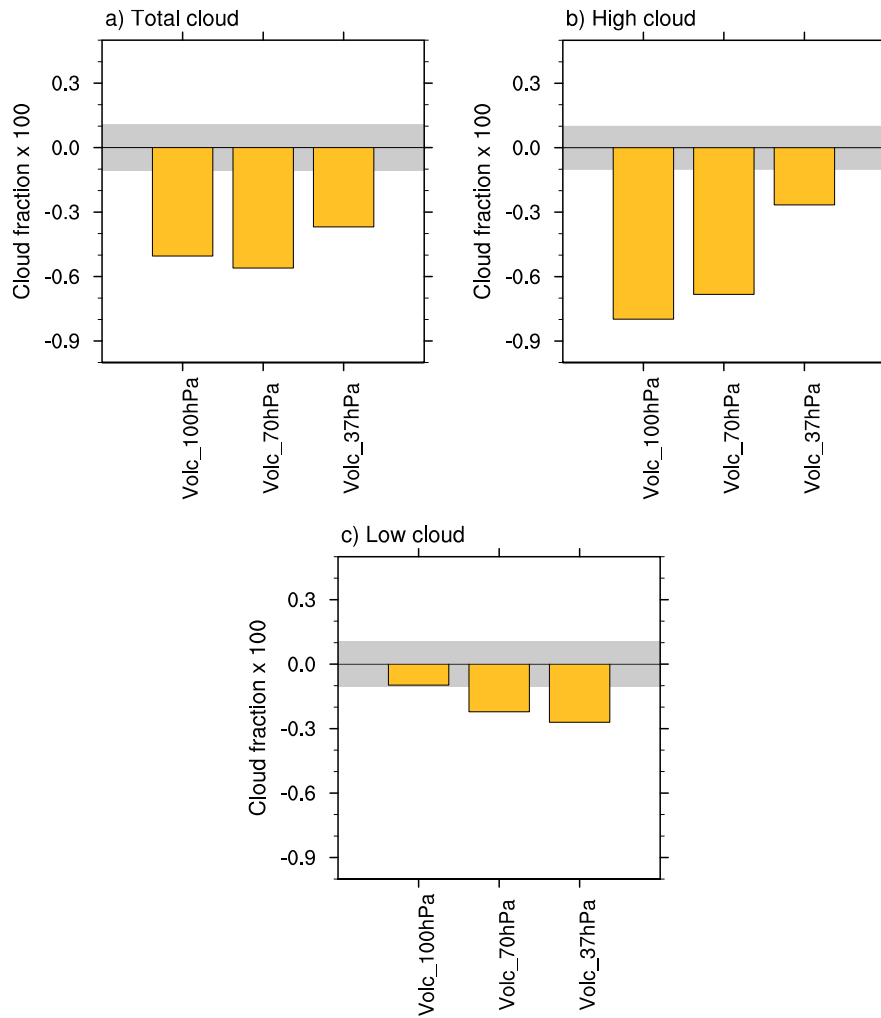 a) Total cloud
Cloud fraction x 100
0.3
0.0
-0.3
-0.6
-0.9
Volc_100hPa
Volc_70hPa
Volc_37hPa
b) High cloud
Cloud fraction x 100
0.3
0.0
-0.3
-0.6
-0.9
Volc_100hPa
Volc_70hPa
Volc_37hPa
c) Low cloud
Cloud fraction x 100
0.3
0.0
-0.3
-0.6
-0.9
Volc_100hPa
Volc_70hPa
Volc_37hPa